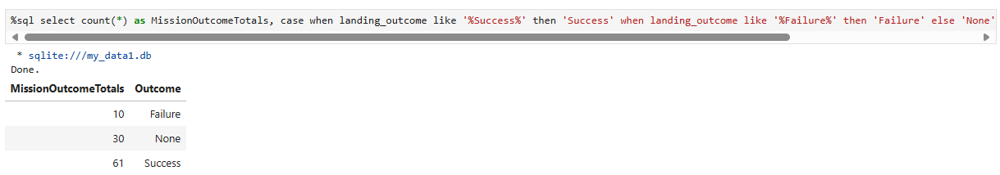 %sql select count(*) as MissionOutcomeTotals, case when landing_outcome like '%Success%' then 'Success' when landing_outcome like '%Failure%' then 'Failure' else 'None'
* sqlite:///my_data1.db
Done.
MissionOutcomeTotals Outcome
10 Failure
30 None
61 Success